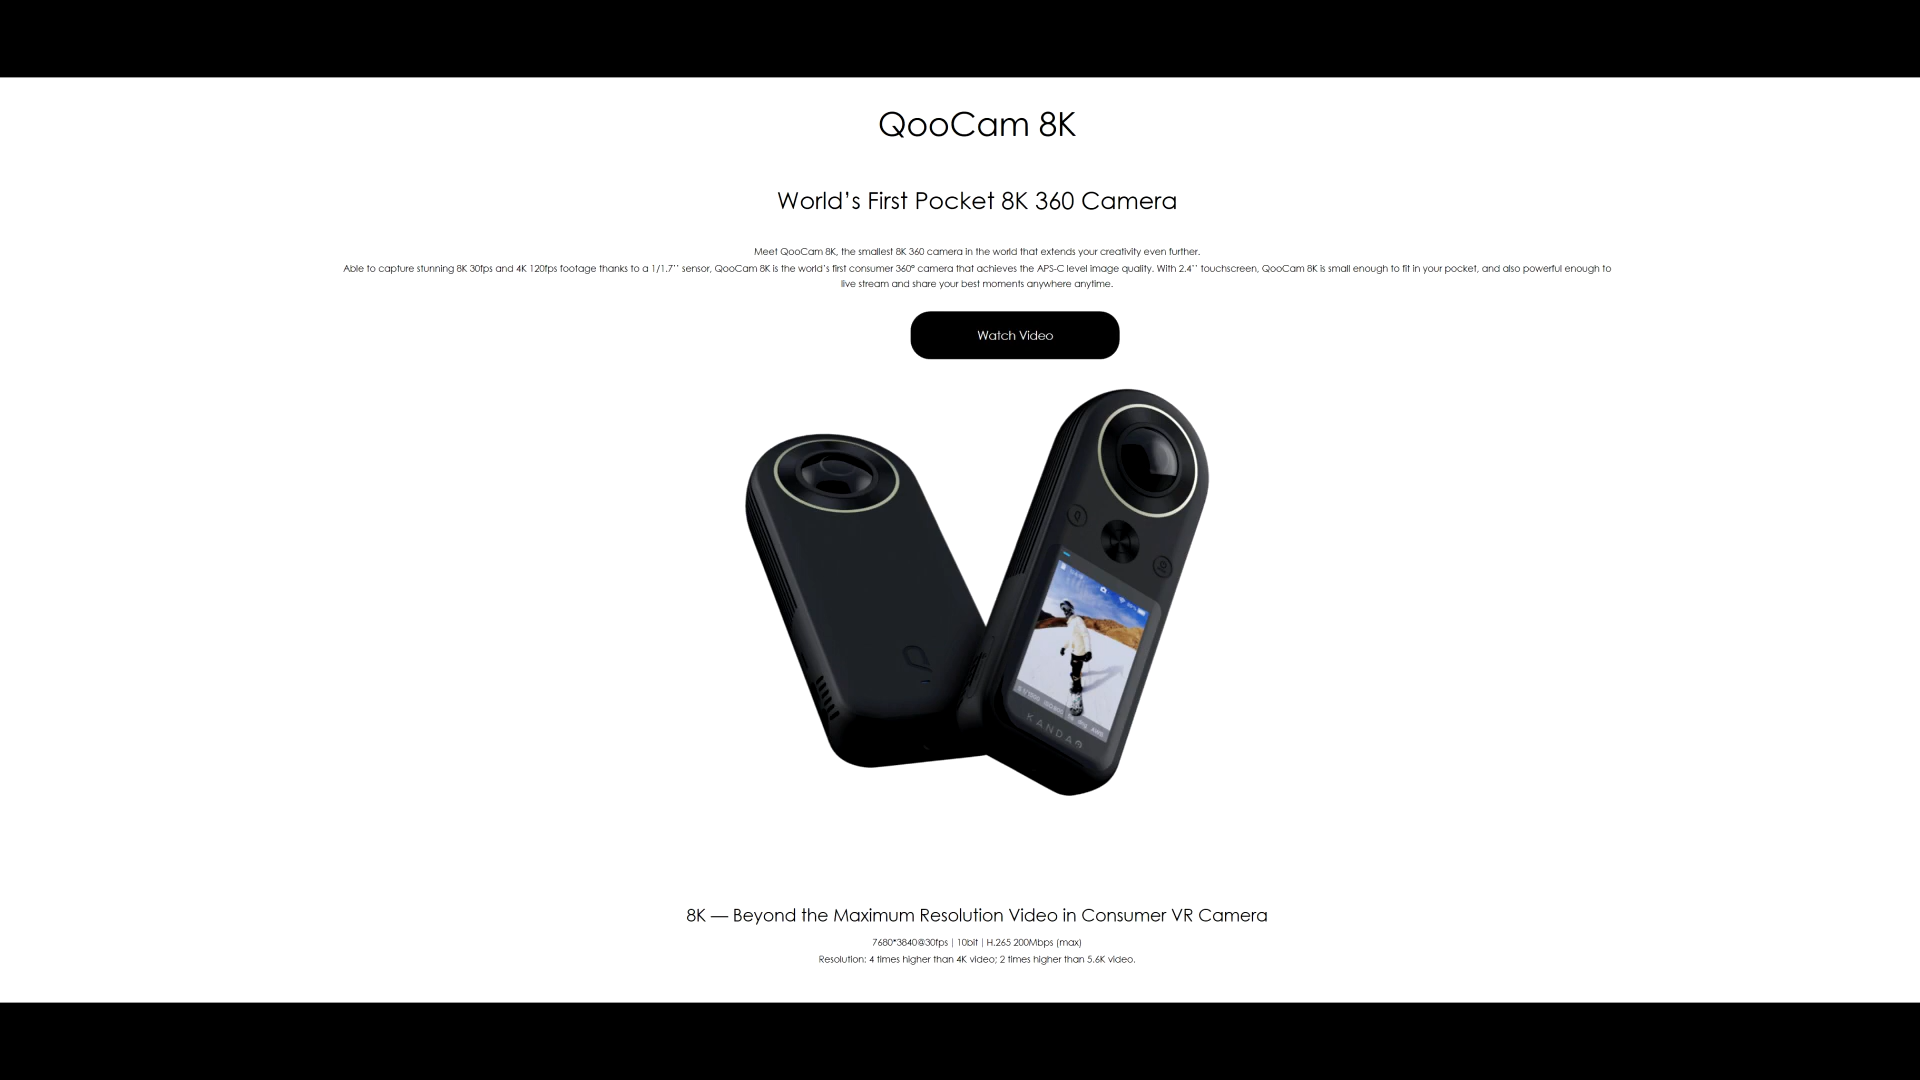 QooCam 8K
World’s First Pocket 8K 360 Camera
Meet QooCam 8K, the smallest 8K 360 camera in the world that extends your creativity even further.
Able to capture stunning 8K 30fps and 4K 120fps footage thanks to a 1/1.7’’ sensor, QooCam 8K is the world’s first consumer 360° camera that achieves the APS-C level image quality. With 2.4’’ touchscreen, QooCam 8K is small enough to fit in your pocket, and also powerful enough to
live stream and share your best moments anywhere anytime.
Watch Video
KANDAO
8K — Beyond the Maximum Resolution Video in Consumer VR Camera
7680*3840@30fps | 10bit | H.265 200Mbps (max)
Resolution: 4 times higher than 4K video; 2 times higher than 5.6K video.